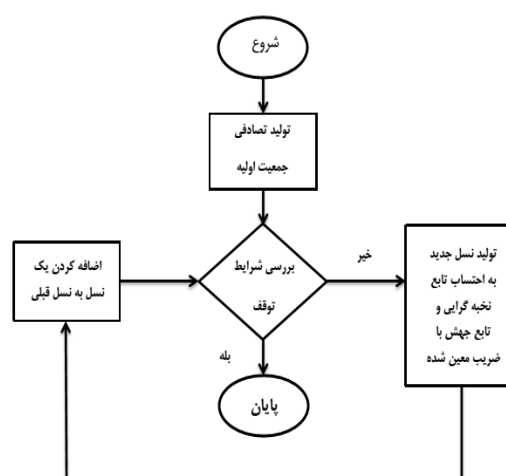 شروع
تولید تصادفی
جمعیت اولیه
بررسی شرایط
توقف
خیر
تولید نسل جدید
به احتساب تابع
نخبه گرایی و
تابع جهش با
ضریب معین شده
اضافه کردن یک
نسل به نسل قبلی
بله
پایان